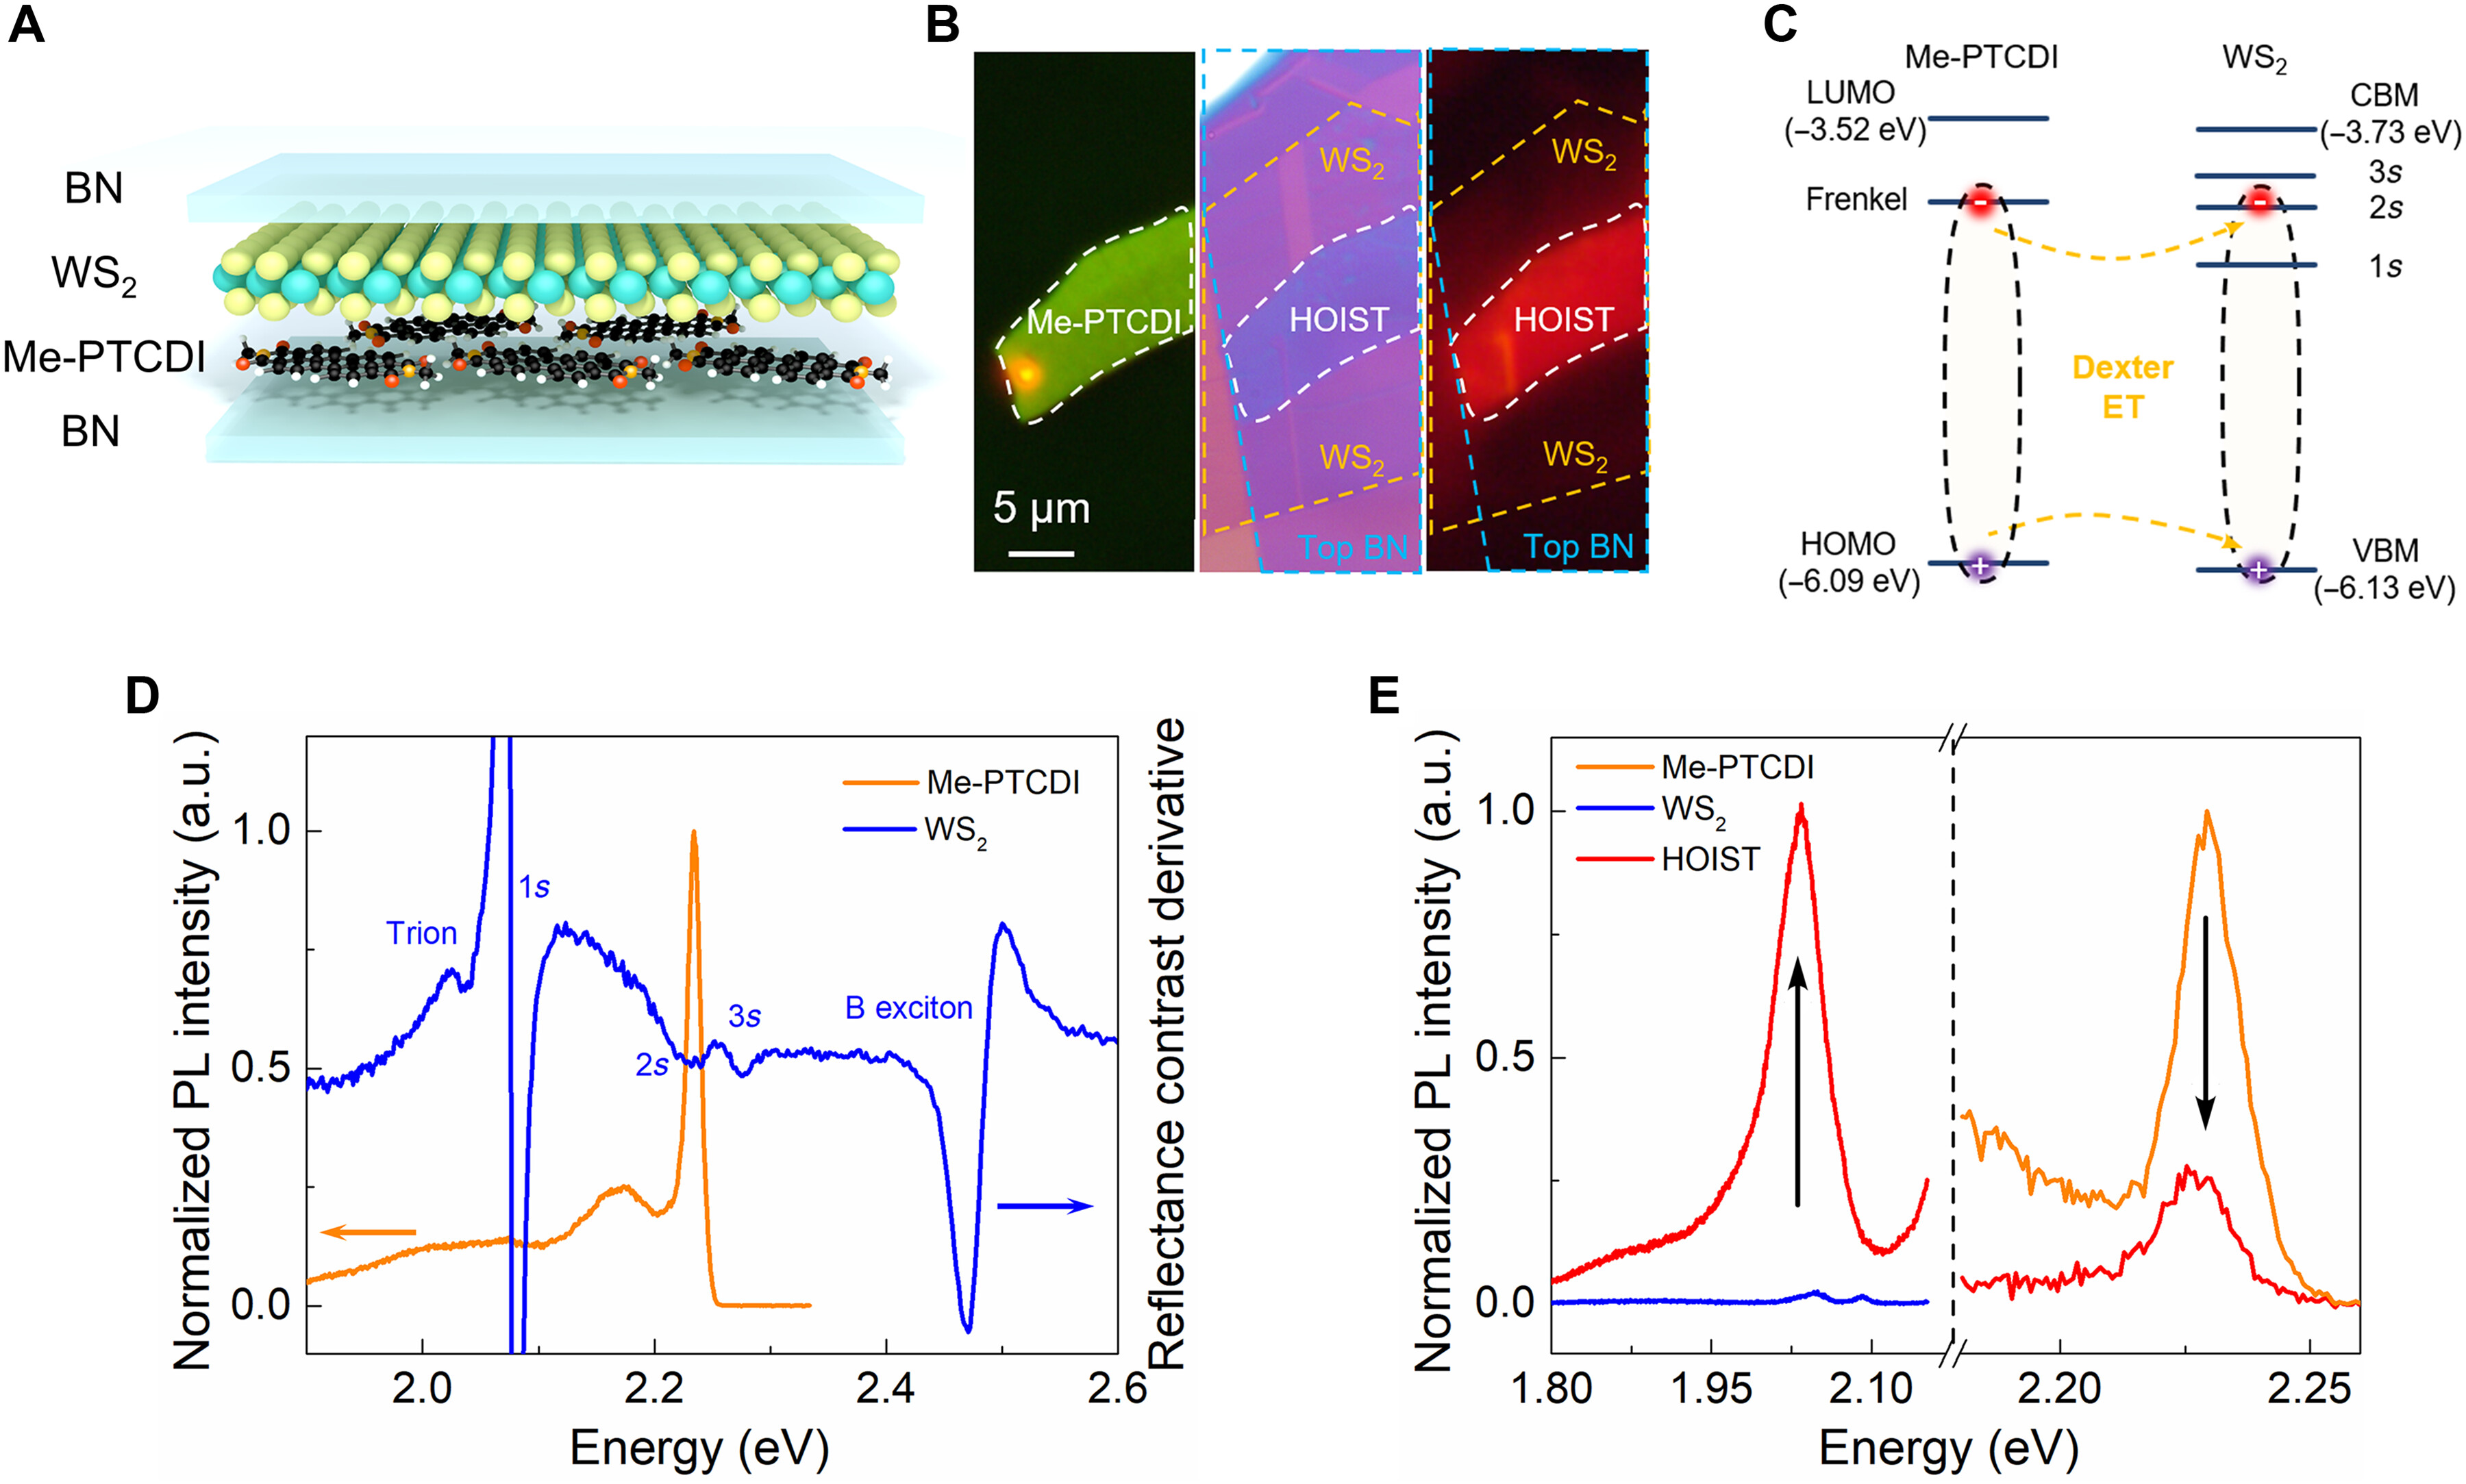 A
BN
WS2
Me-PTCDI
BN
B
Me-PTCDI
5 μm
WS2
HOIST
WS2
Top BN
WS2
HOIST
WS2
Top BN
C
Me-PTCDI
WS2
LUMO
(–3.52 eV)
CBM
(–3.73 eV)
3s
Frenkel
2s
1s
Dexter
ET
HOMO
(–6.09 eV)
VBM
(–6.13 eV)
-
-
+
+
D
Normalized PL intensity (a.u.)
1.0
0.5
0.0
Me-PTCDI
WS2
Trion
1s
2s
3s
B exciton
Reflectance contrast derivative
2.0
2.2
2.4
2.6
Energy (eV)
E
Normalized PL intensity (a.u.)
1.0
0.5
0.0
Me-PTCDI
WS2
HOIST
1.80
1.95
2.10
2.20
2.25
Energy (eV)